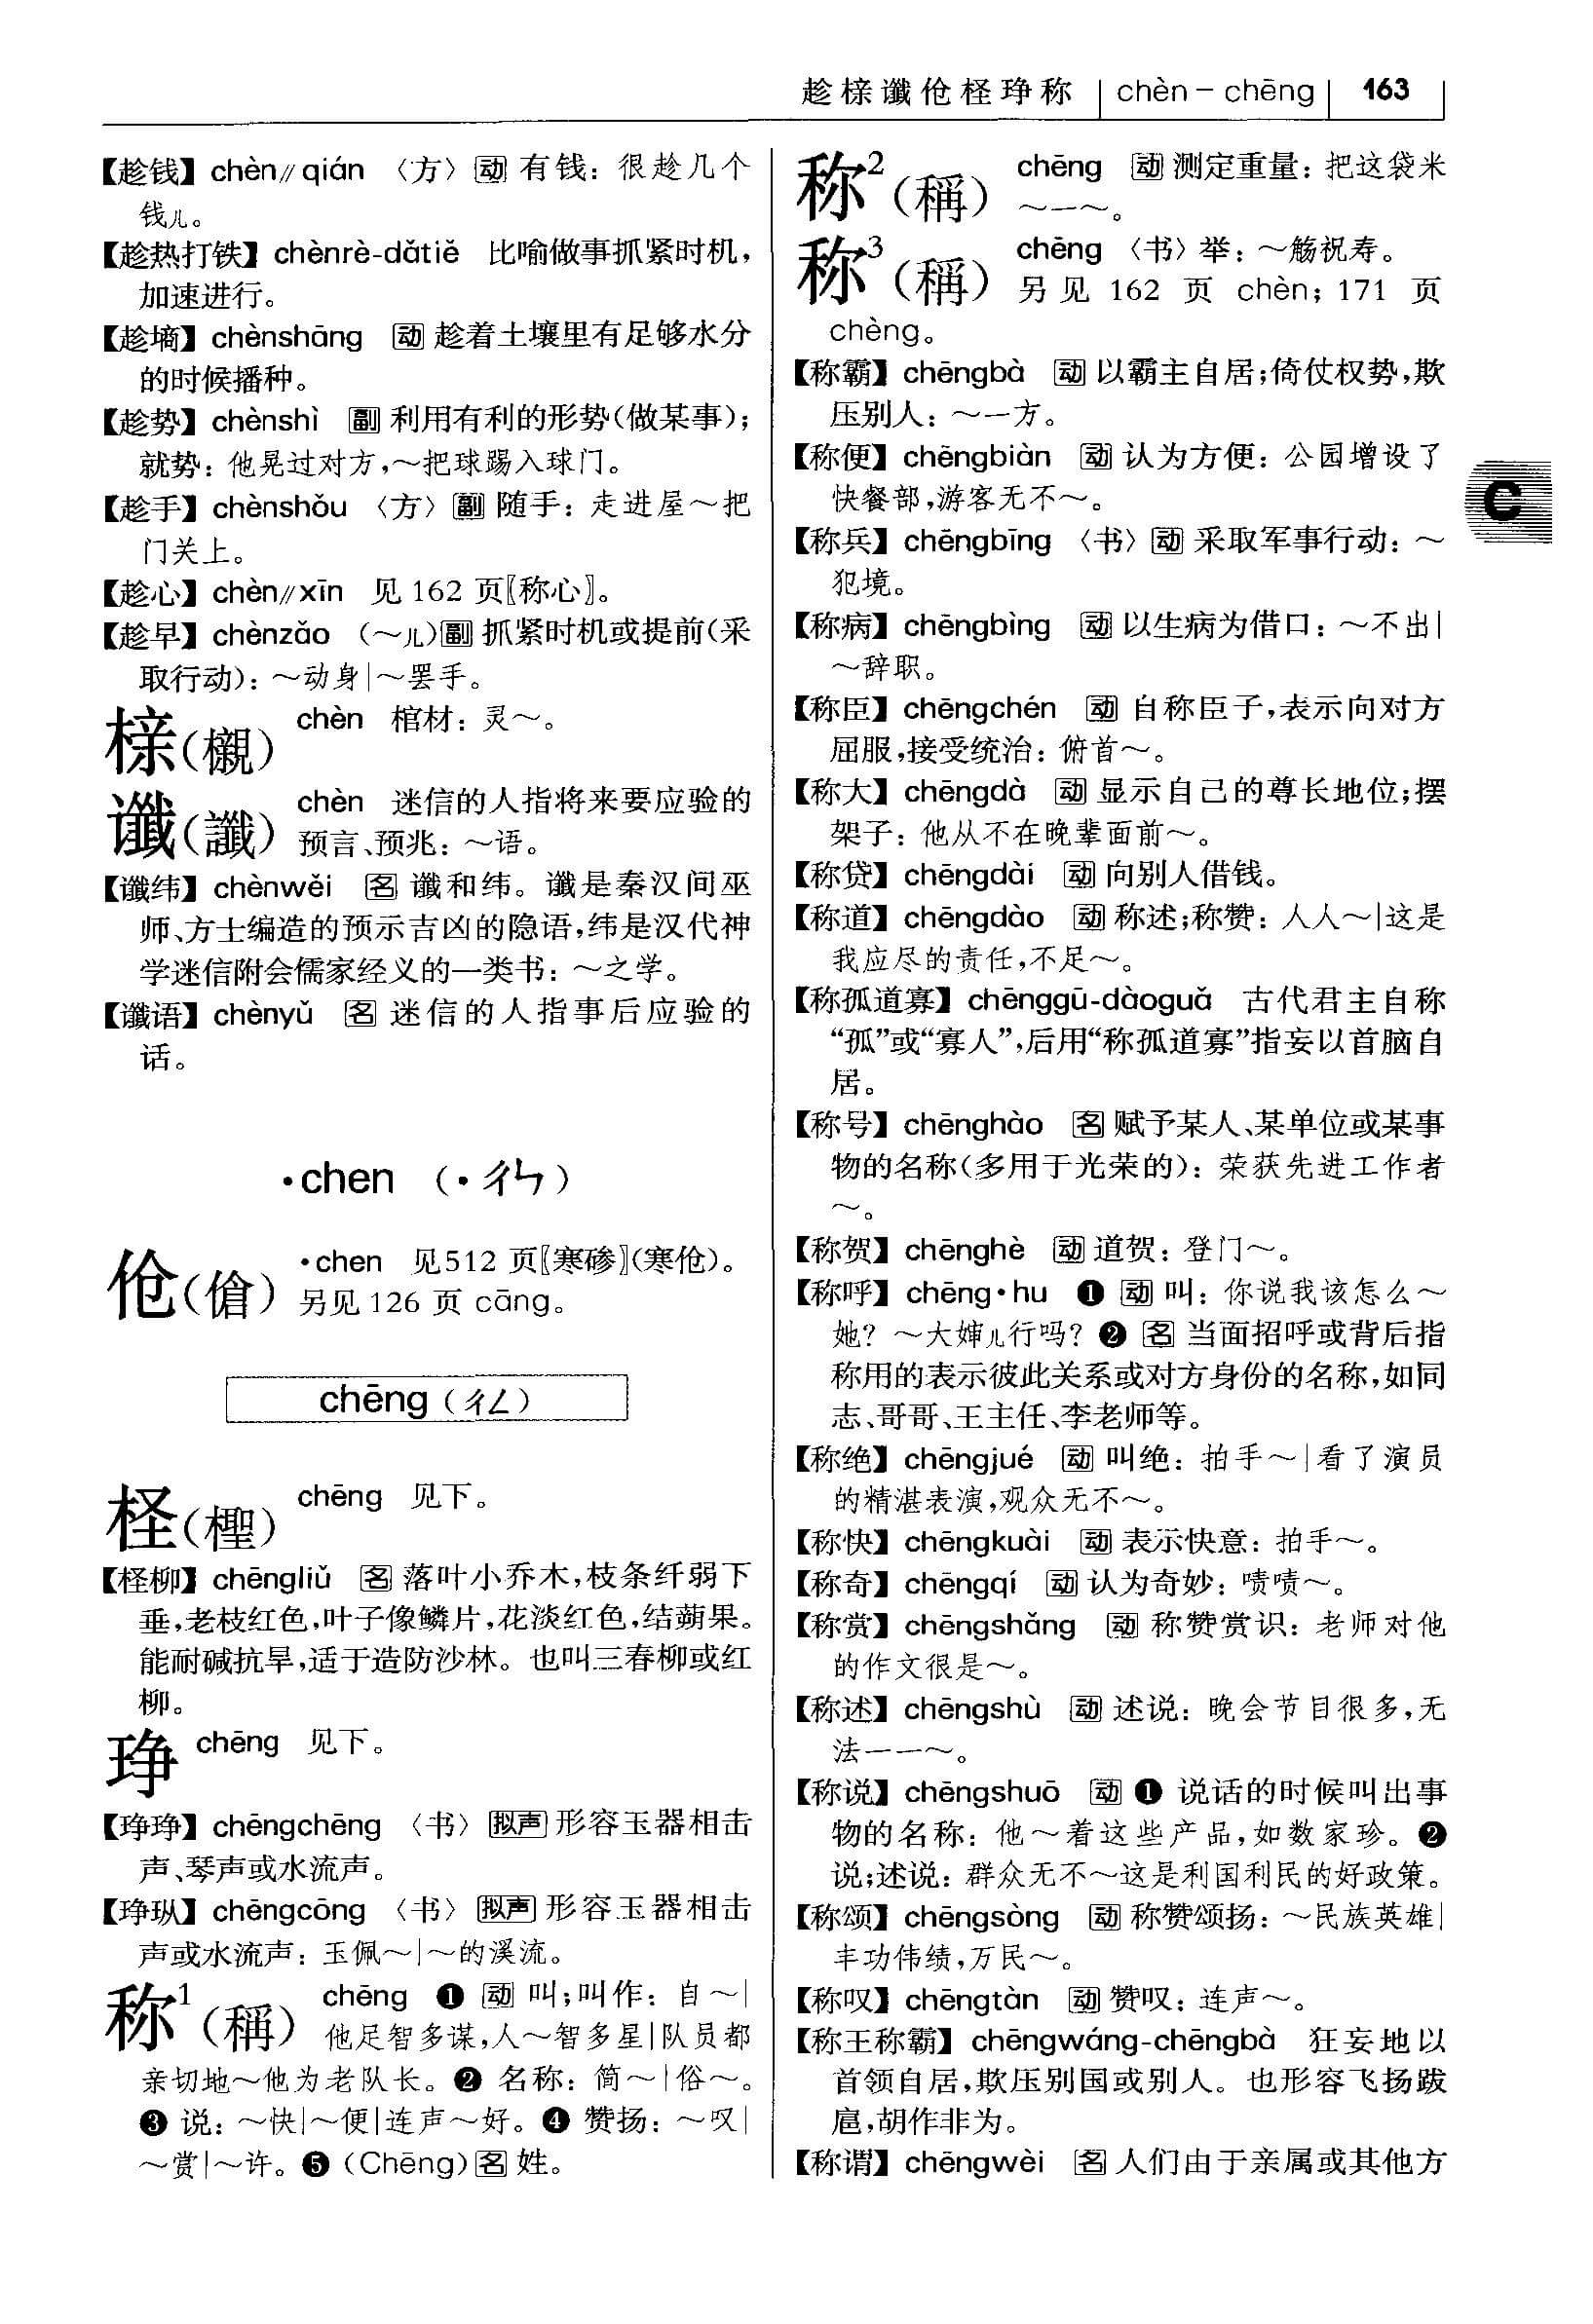 趁榇谶伧柽琤称 chèn－chēng 163
【趁钱】 chèn∥qián 〈方〉 动 有钱：很趁几个
钱儿。
【趁热打铁】 chènrè-dǎtiě 比喻做事抓紧时机，
加速进行。
【趁墒】 chènshāng 动 趁着土壤里有足够水分
的时候播种。
【趁势】 chènshì 副 利用有利的形势(做某事)；
就势：他晃过对方，～把球踢入球门。
【趁手】 chènshǒu 〈方〉 副 随手：走进屋～把
门关上。
【趁心】 chèn∥xīn 见 162 页〖称心〗。
【趁早】 chènzǎo (～儿) 副 抓紧时机或提前(采
取行动)：～动身|～罢手。
榇(櫬) chèn 棺材：灵～。
谶(讖) chèn 迷信的人指将来要应验的
预言、预兆：～语。
【谶纬】 chènwěi 名 谶和纬。谶是秦汉间巫
师、方士编造的预示吉凶的隐语，纬是汉代神
学迷信附会儒家经义的一类书：～之学。
【谶语】 chènyǔ 名 迷信的人指事后应验的
话。
·chen (·ㄔㄣ)
伧(傖) ·chen 见512 页〖寒碜〗(寒伧)。
另见 126 页 cāng。
chēng (ㄔㄥ)
柽(檉) chēng 见下。
【柽柳】 chēngliǔ 名 落叶小乔木，枝条纤弱下
垂，老枝红色，叶子像鳞片，花淡红色，结蒴果。
能耐碱抗旱，适于造防沙林。也叫三春柳或红
柳。
琤 chēng 见下。
【琤琤】 chēngchēng 〈书〉 拟声 形容玉器相击
声、琴声或水流声。
【琤瑽】 chēngcōng 〈书〉 拟声 形容玉器相击
声或水流声：玉佩～|～的溪流。
称¹(稱) chēng ❶ 动 叫；叫作：自～|
他足智多谋，人～智多星|队员都
亲切地～他为老队长。❷ 名称：简～|俗～。
❸ 说：～快|～便|连声～好。❹ 赞扬：～叹|
～赏|～许。❺ (Chēng) 名 姓。
称²(稱) chēng 动 测定重量：把这袋米
～一～。
称³(稱) chēng 〈书〉 举：～觞祝寿。
另见 162 页 chèn；171 页
chèng。
【称霸】 chēngbà 动 以霸主自居；倚仗权势，欺
压别人：～一方。
【称便】 chēngbiàn 动 认为方便：公园增设了
快餐部，游客无不～。
【称兵】 chēngbīng 〈书〉 动 采取军事行动：～
犯境。
【称病】 chēngbìng 动 以生病为借口：～不出|
～辞职。
【称臣】 chēngchén 动 自称臣子，表示向对方
屈服，接受统治：俯首～。
【称大】 chēngdà 动 显示自己的尊长地位；摆
架子：他从不在晚辈面前～。
【称贷】 chēngdài 动 向别人借钱。
【称道】 chēngdào 动 称述；称赞：人人～|这是
我应尽的责任，不足～。
【称孤道寡】 chēnggū-dàoguǎ 古代君主自称
“孤”或“寡人”，后用“称孤道寡”指妄以首脑自
居。
【称号】 chēnghào 名 赋予某人、某单位或某事
物的名称(多用于光荣的)：荣获先进工作者
～。
【称贺】 chēnghè 动 道贺：登门～。
【称呼】 chēng·hu ❶ 动 叫：你说我该怎么～
她？～大婶儿行吗？❷ 名 当面招呼或背后指
称用的表示彼此关系或对方身份的名称，如同
志、哥哥、王主任、李老师等。
【称绝】 chēngjué 动 叫绝：拍手～|看了演员
的精湛表演，观众无不～。
【称快】 chēngkuài 动 表示快意：拍手～。
【称奇】 chēngqí 动 认为奇妙：啧啧～。
【称赏】 chēngshǎng 动 称赞赏识：老师对他
的作文很是～。
【称述】 chēngshù 动 述说：晚会节目很多，无
法一一～。
【称说】 chēngshuō 动 ❶ 说话的时候叫出事
物的名称：他～着这些产品，如数家珍。❷
说；述说：群众无不～这是利国利民的好政策。
【称颂】 chēngsòng 动 称赞颂扬：～民族英雄|
丰功伟绩，万民～。
【称叹】 chēngtàn 动 赞叹：连声～。
【称王称霸】 chēngwáng-chēngbà 狂妄地以
首领自居，欺压别国或别人。也形容飞扬跋
扈，胡作非为。
【称谓】 chēngwèi 名 人们由于亲属或其他方
C